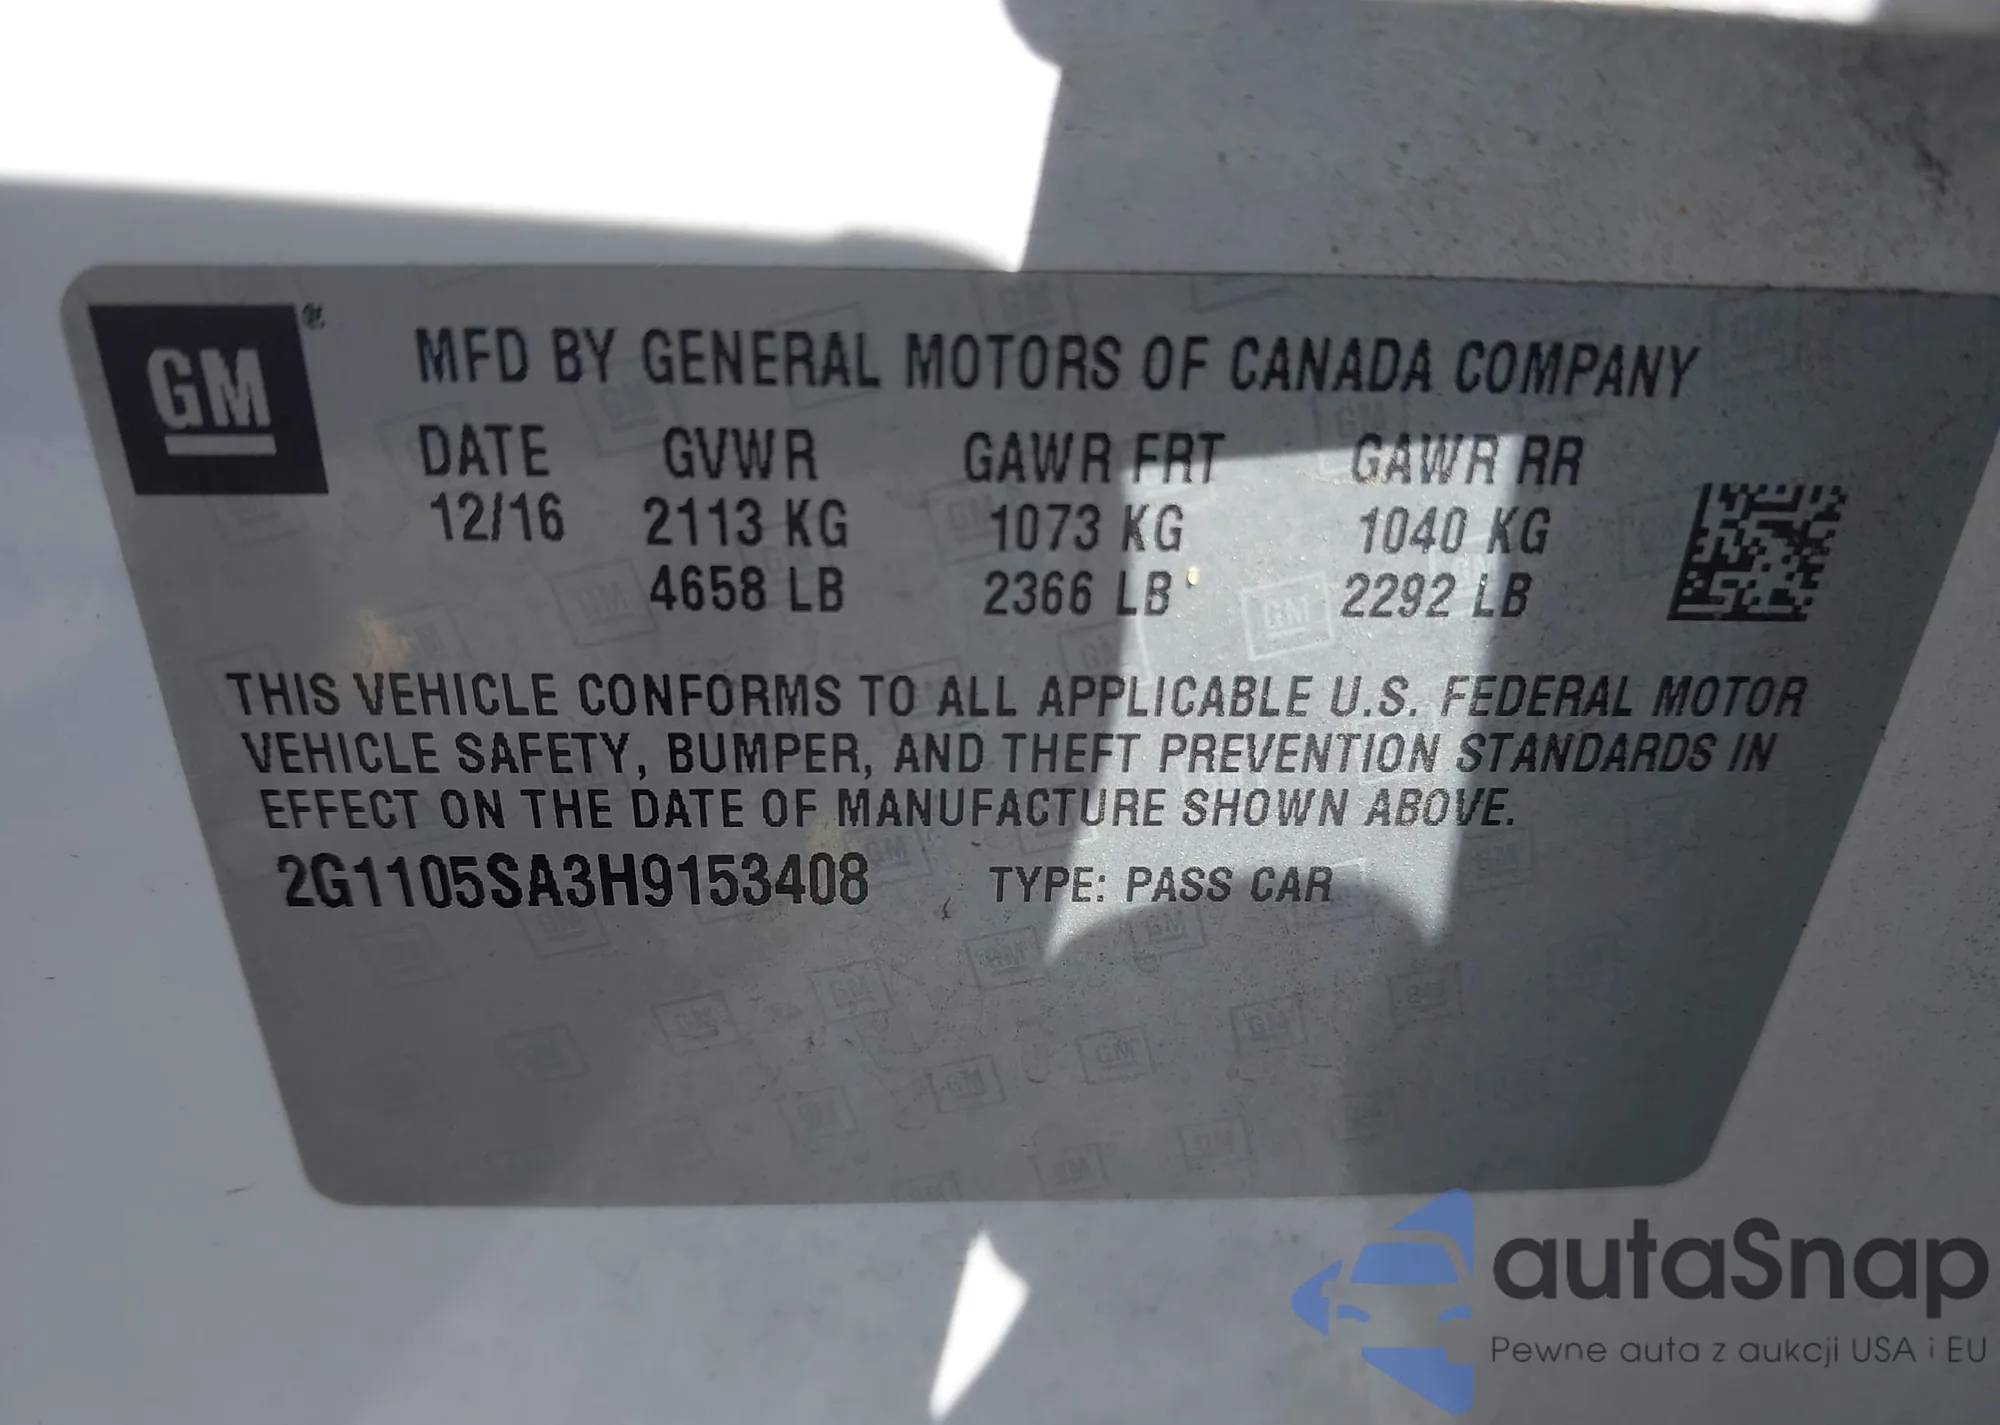 GM®
MFD BY GENERAL MOTORS OF CANADA COMPANY
DATE GVWR GAWR FRT GAWR RR
12/16 2113 KG 1073 KG 1040 KG
4658 LB 2366 LB 2292 LB
THIS VEHICLE CONFORMS TO ALL APPLICABLE U.S. FEDERAL MOTOR
VEHICLE SAFETY, BUMPER, AND THEFT PREVENTION STANDARDS IN
EFFECT ON THE DATE OF MANUFACTURE SHOWN ABOVE.
2G1105SA3H9153408 TYPE: PASS CAR
autaSnap
Pewne auta z aukcji USA i EU